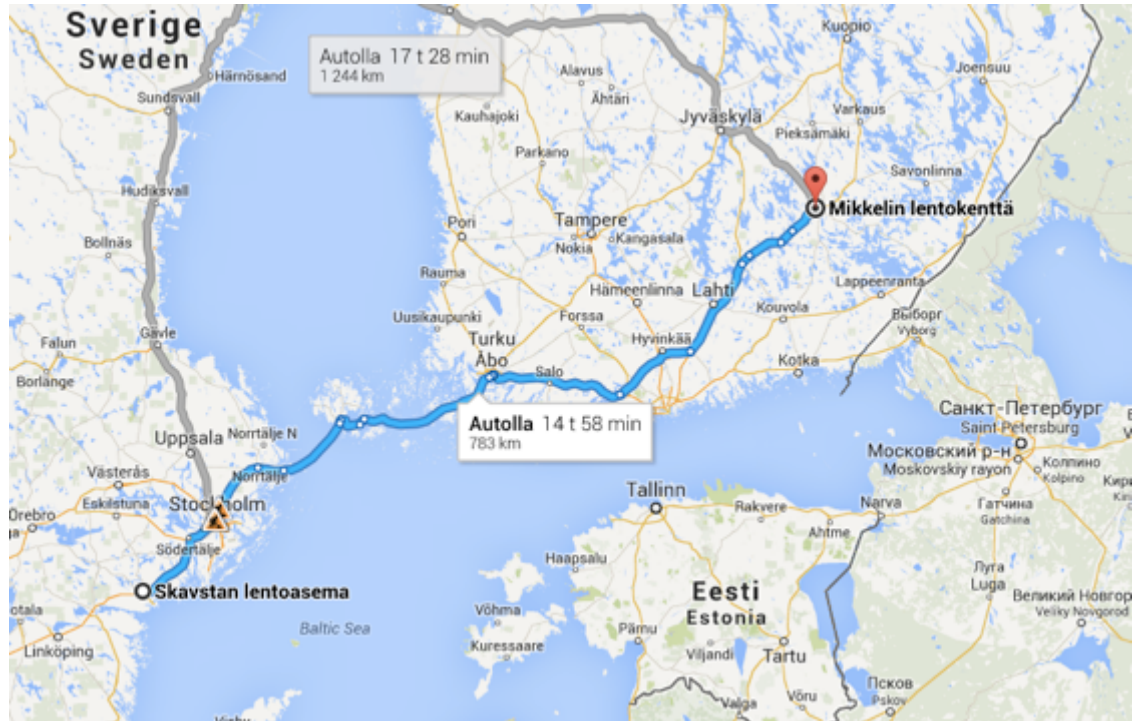 Sverige
Sweden
Härnösand
Sundsvall
Autolla 17 t 28 min
1 244 km
Kuopio
Alavus
Ähtäri
Joensuu
Kauhajoki
Jyväskylä
Varkaus
Pieksämäki
Parkano
Savonlinna
Hudiksvall
Mikkelin lentokenttä
Pori
Tampere
Nokia
Kangasala
Bollnäs
Rauma
Hämeenlinna
Lahti
Lappeenranta
Uusikaupunki
Forssa
Kouvola
Выборг
Vyborg
Gävle
Falun
Turku
Åbo
Hyvinkää
Salo
Kotka
Borlänge
Autolla 14 t 58 min
783 km
Санкт-Петербург
Saint Petersburg
Uppsala
Norrtälje N
Московский р-н
Moskovskiy rayon
Колпино
Kolpino
Västerås
Norrtälje
Eskilstuna
Stockholm
Tallinn
Rakvere
Narva
Гатчина
Gatchina
Örebro
Ahtme
Södertälje
Haapsalu
Луга
Luga
Skavstan lentoasema
Eesti
Estonia
Võhma
Великий Новгор
Veliky Novgorod
Baltic Sea
Kuressaare
Pärnu
Viljandi
Tartu
Linköping
Псков
Pskov
Valga
Võru